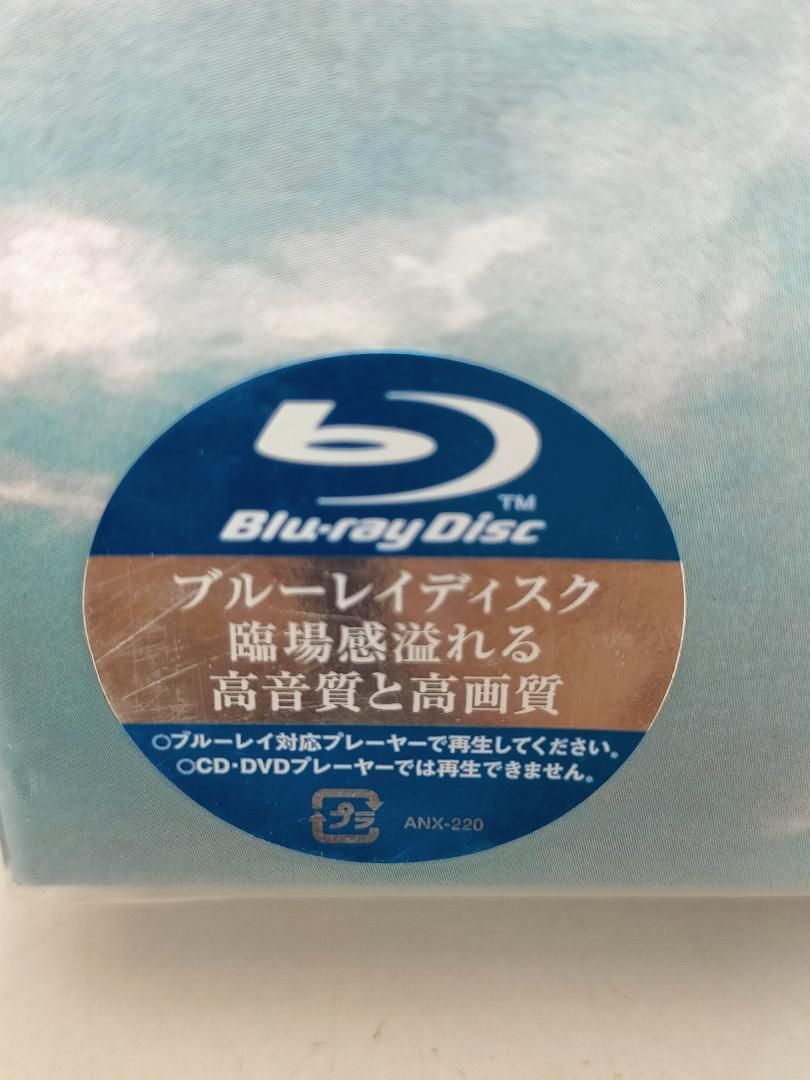 b
TM
Blu-ray Disc
ブルーレイディスク
臨場感溢れる
高音質と高画質
○ブルーレイ対応プレーヤーで再生してください。
○CD・DVDプレーヤーでは再生できません。
プラ
ANX-220